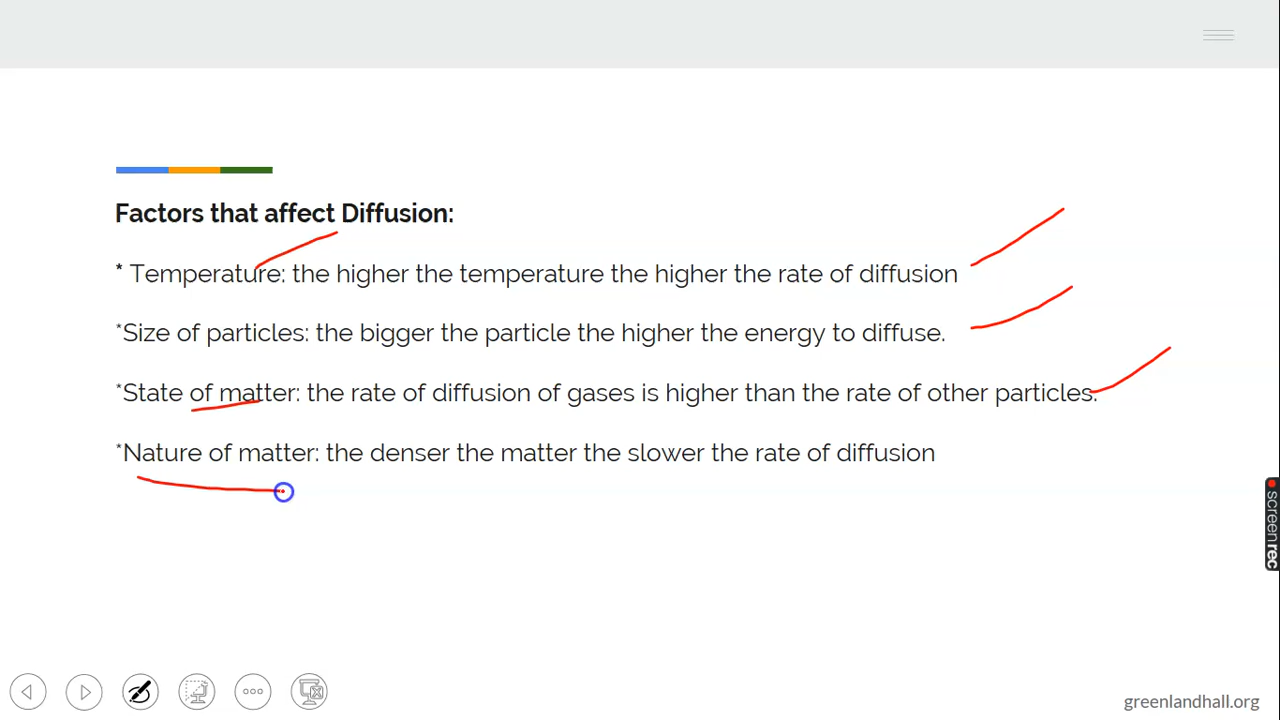 Factors that affect Diffusion:
* Temperature: the higher the temperature the higher the rate of diffusion
*Size of particles: the bigger the particle the higher the energy to diffuse.
*State of matter: the rate of diffusion of gases is higher than the rate of other particles.
*Nature of matter: the denser the matter the slower the rate of diffusion
screenrec
greenlandhall.org